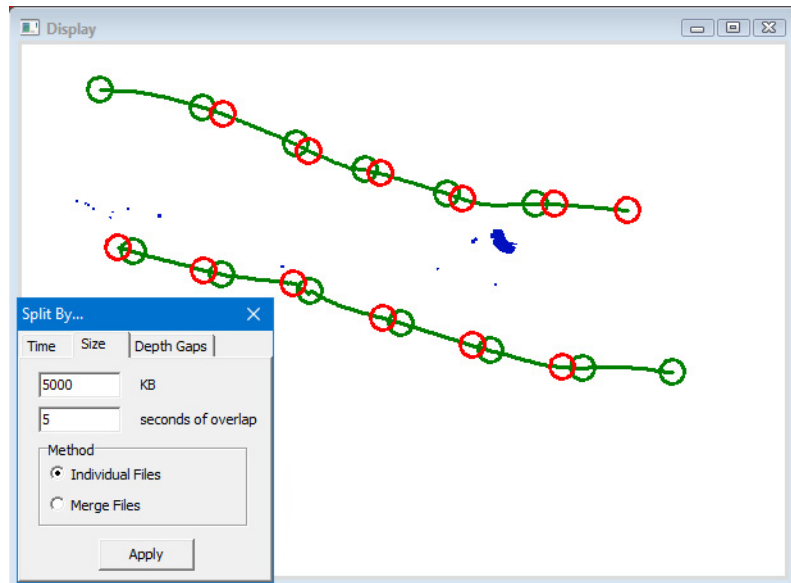 Display
Split By...
Time Size Depth Gaps
5000 KB
5 seconds of overlap
Method
Individual Files
Merge Files
Apply